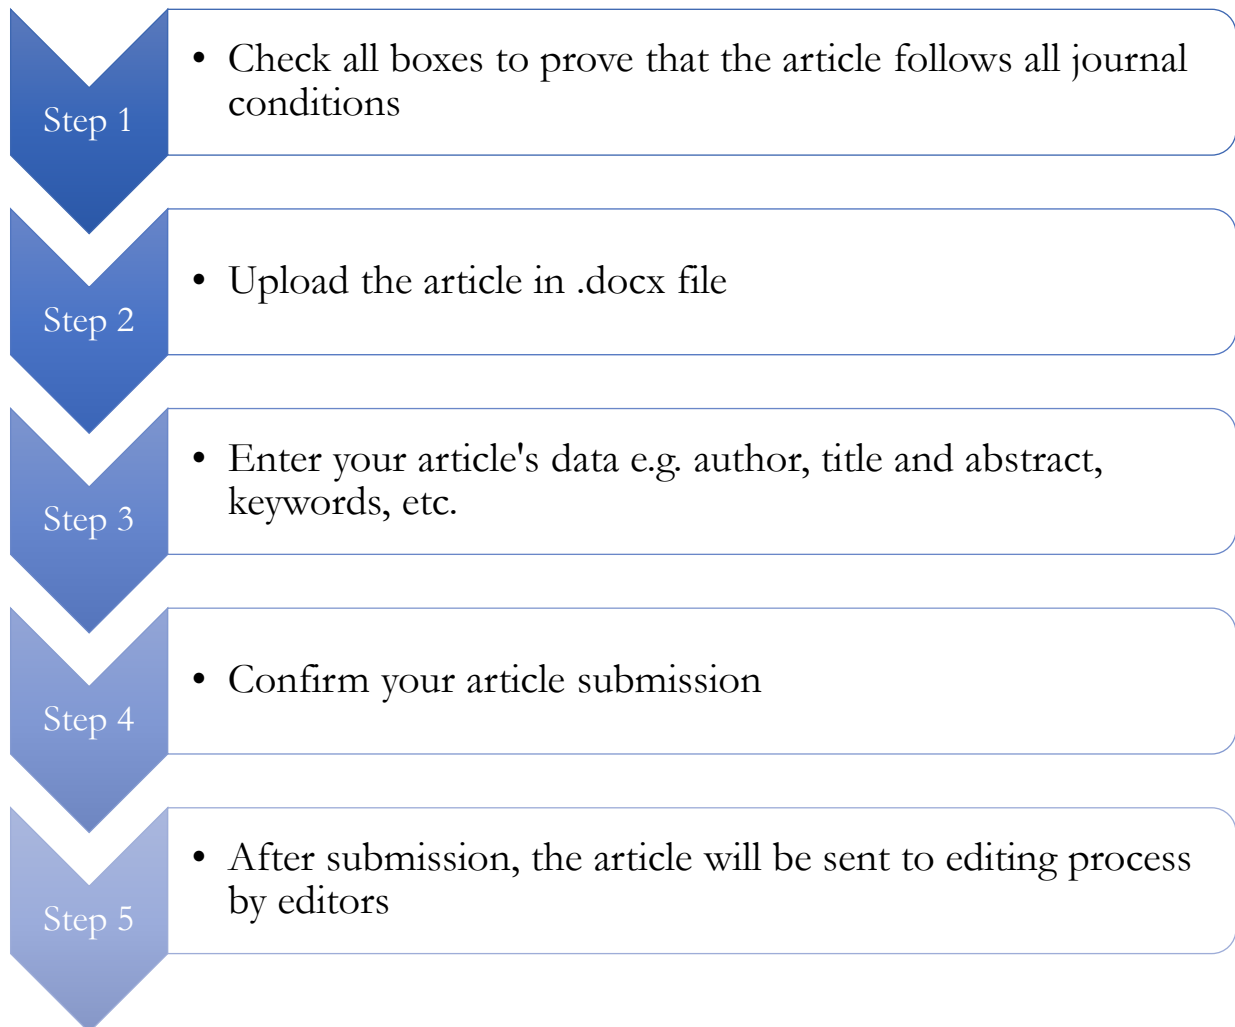 Step 1
• Check all boxes to prove that the article follows all journal
conditions
Step 2
• Upload the article in .docx file
Step 3
• Enter your article's data e.g. author, title and abstract,
keywords, etc.
Step 4
• Confirm your article submission
Step 5
• After submission, the article will be sent to editing process
by editors